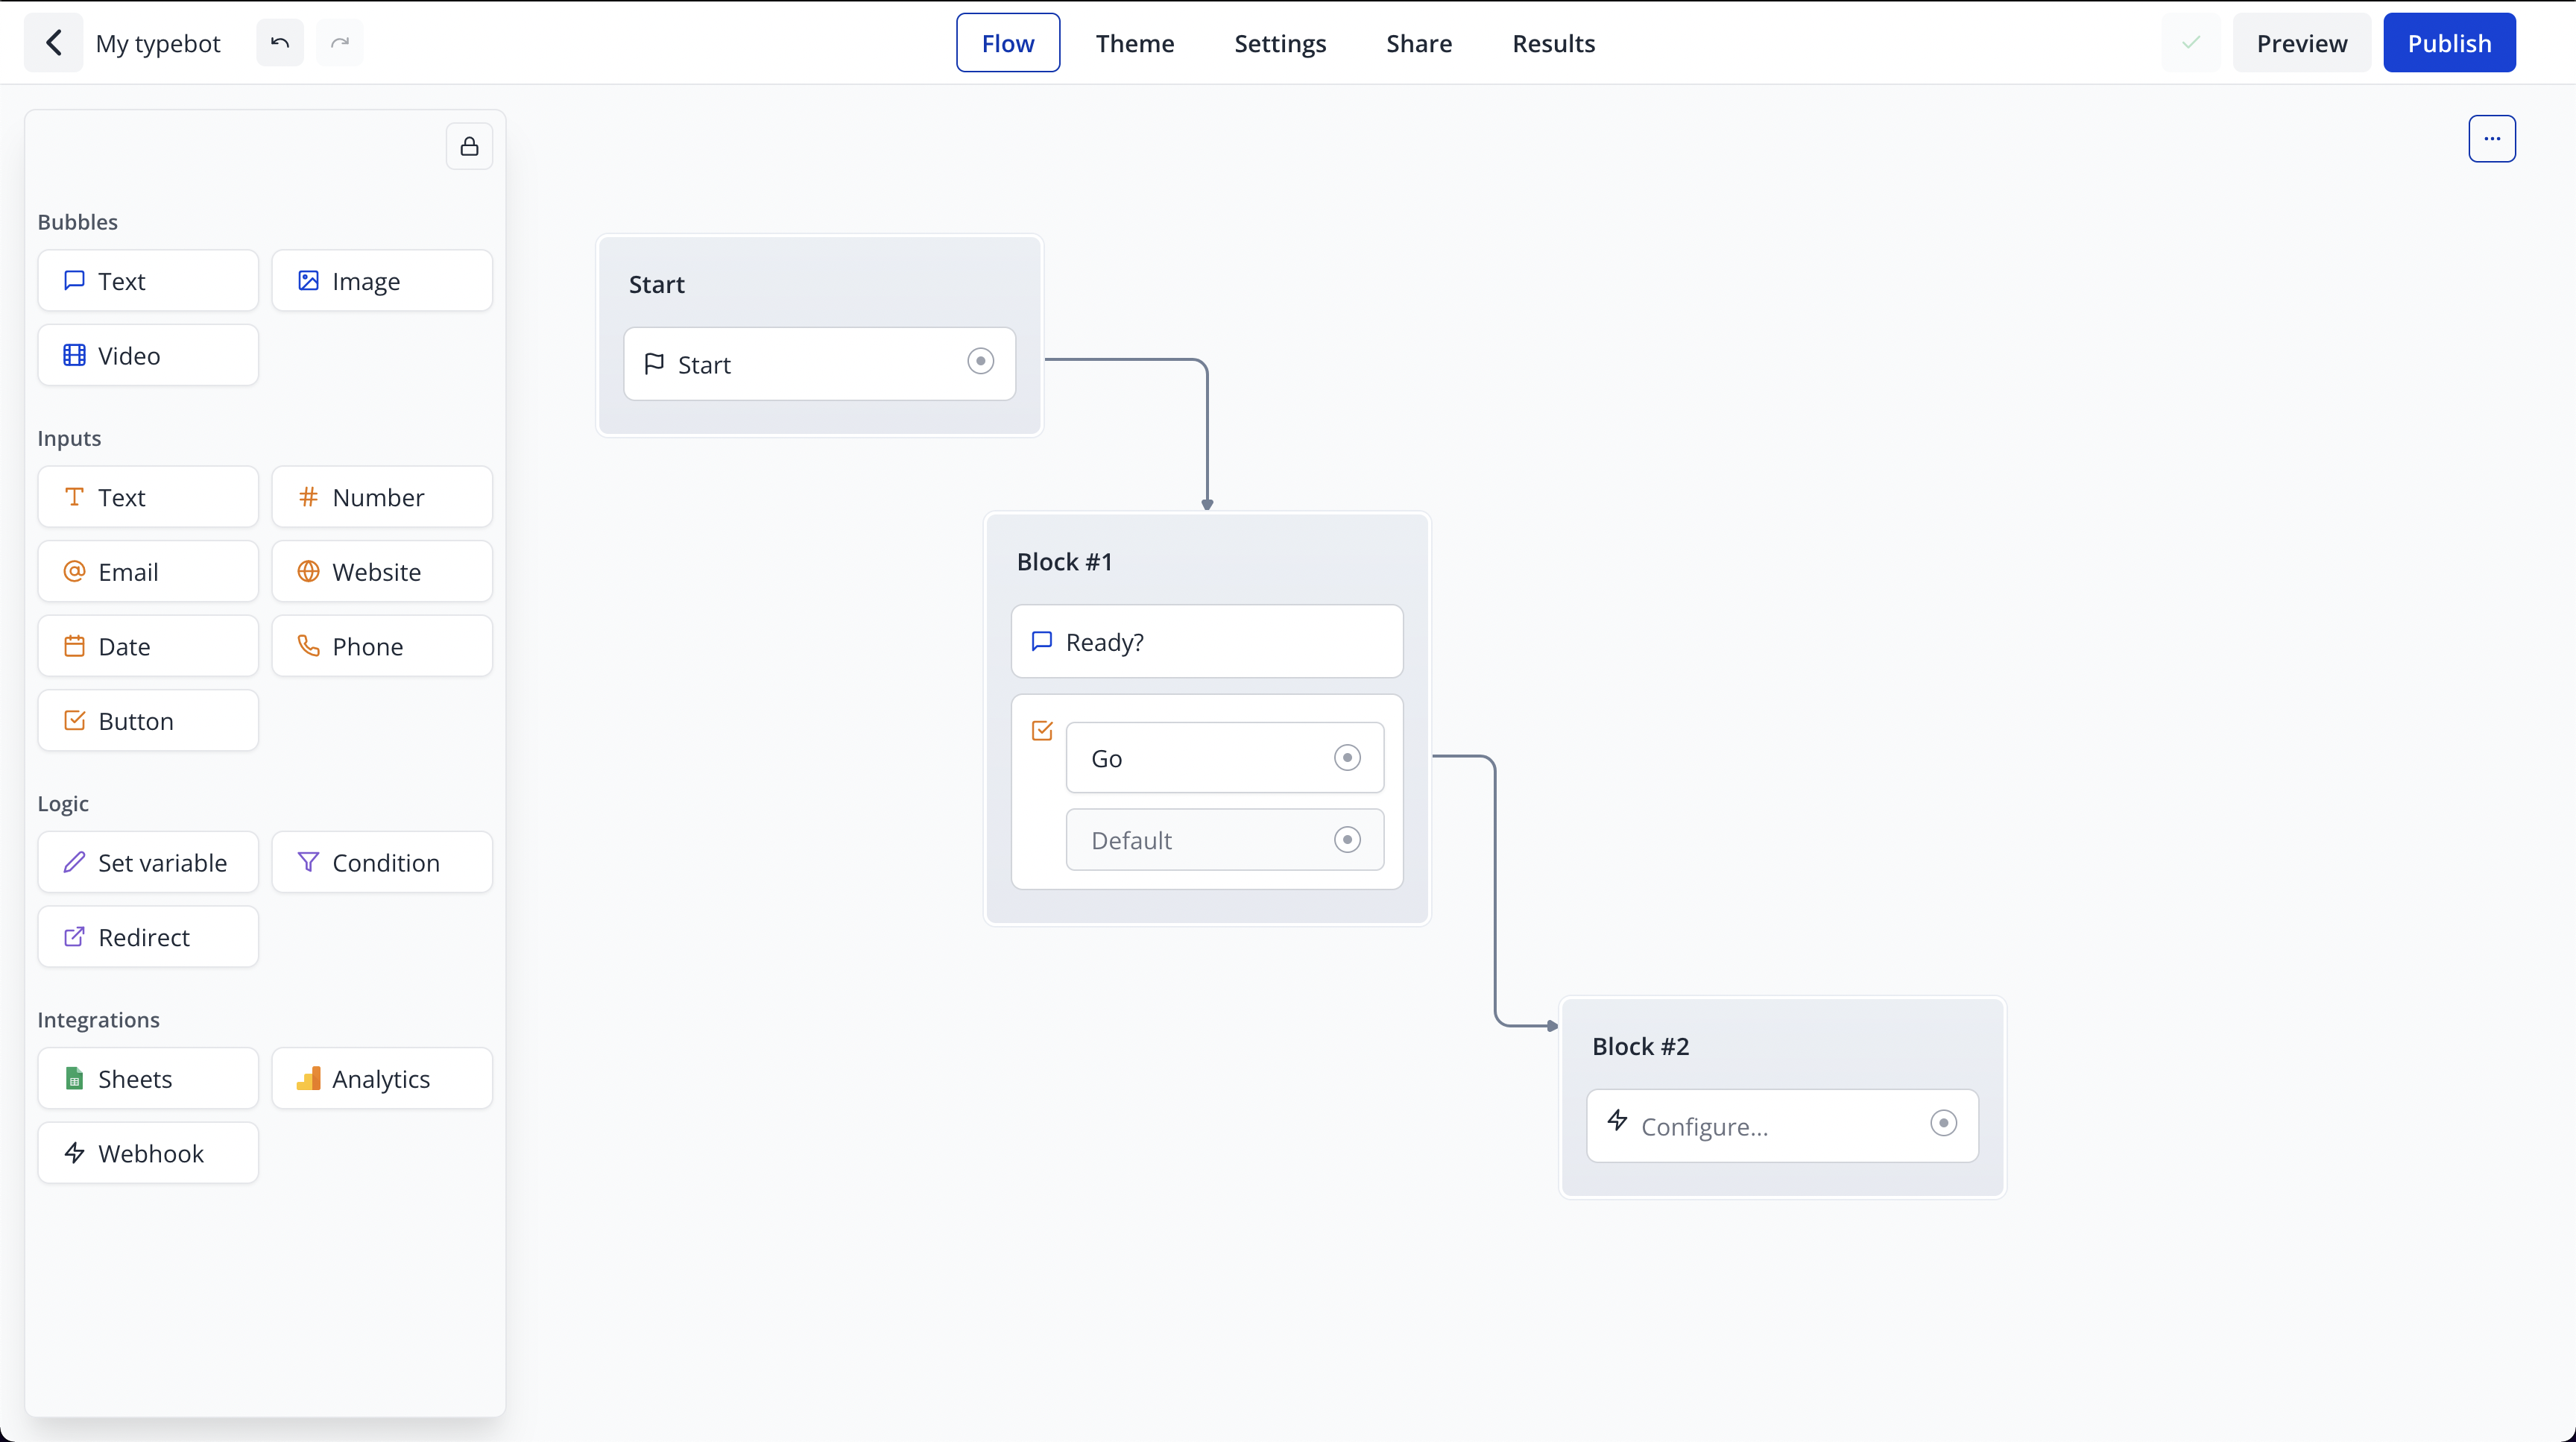 My typebot
Flow Theme Settings Share Results
Preview Publish
Bubbles
Text Image
Video
Inputs
Text Number
Email Website
Date Phone
Button
Logic
Set variable Condition
Redirect
Integrations
Sheets Analytics
Webhook
Start
Start
Block #1
Ready?
Go
Default
Block #2
Configure...